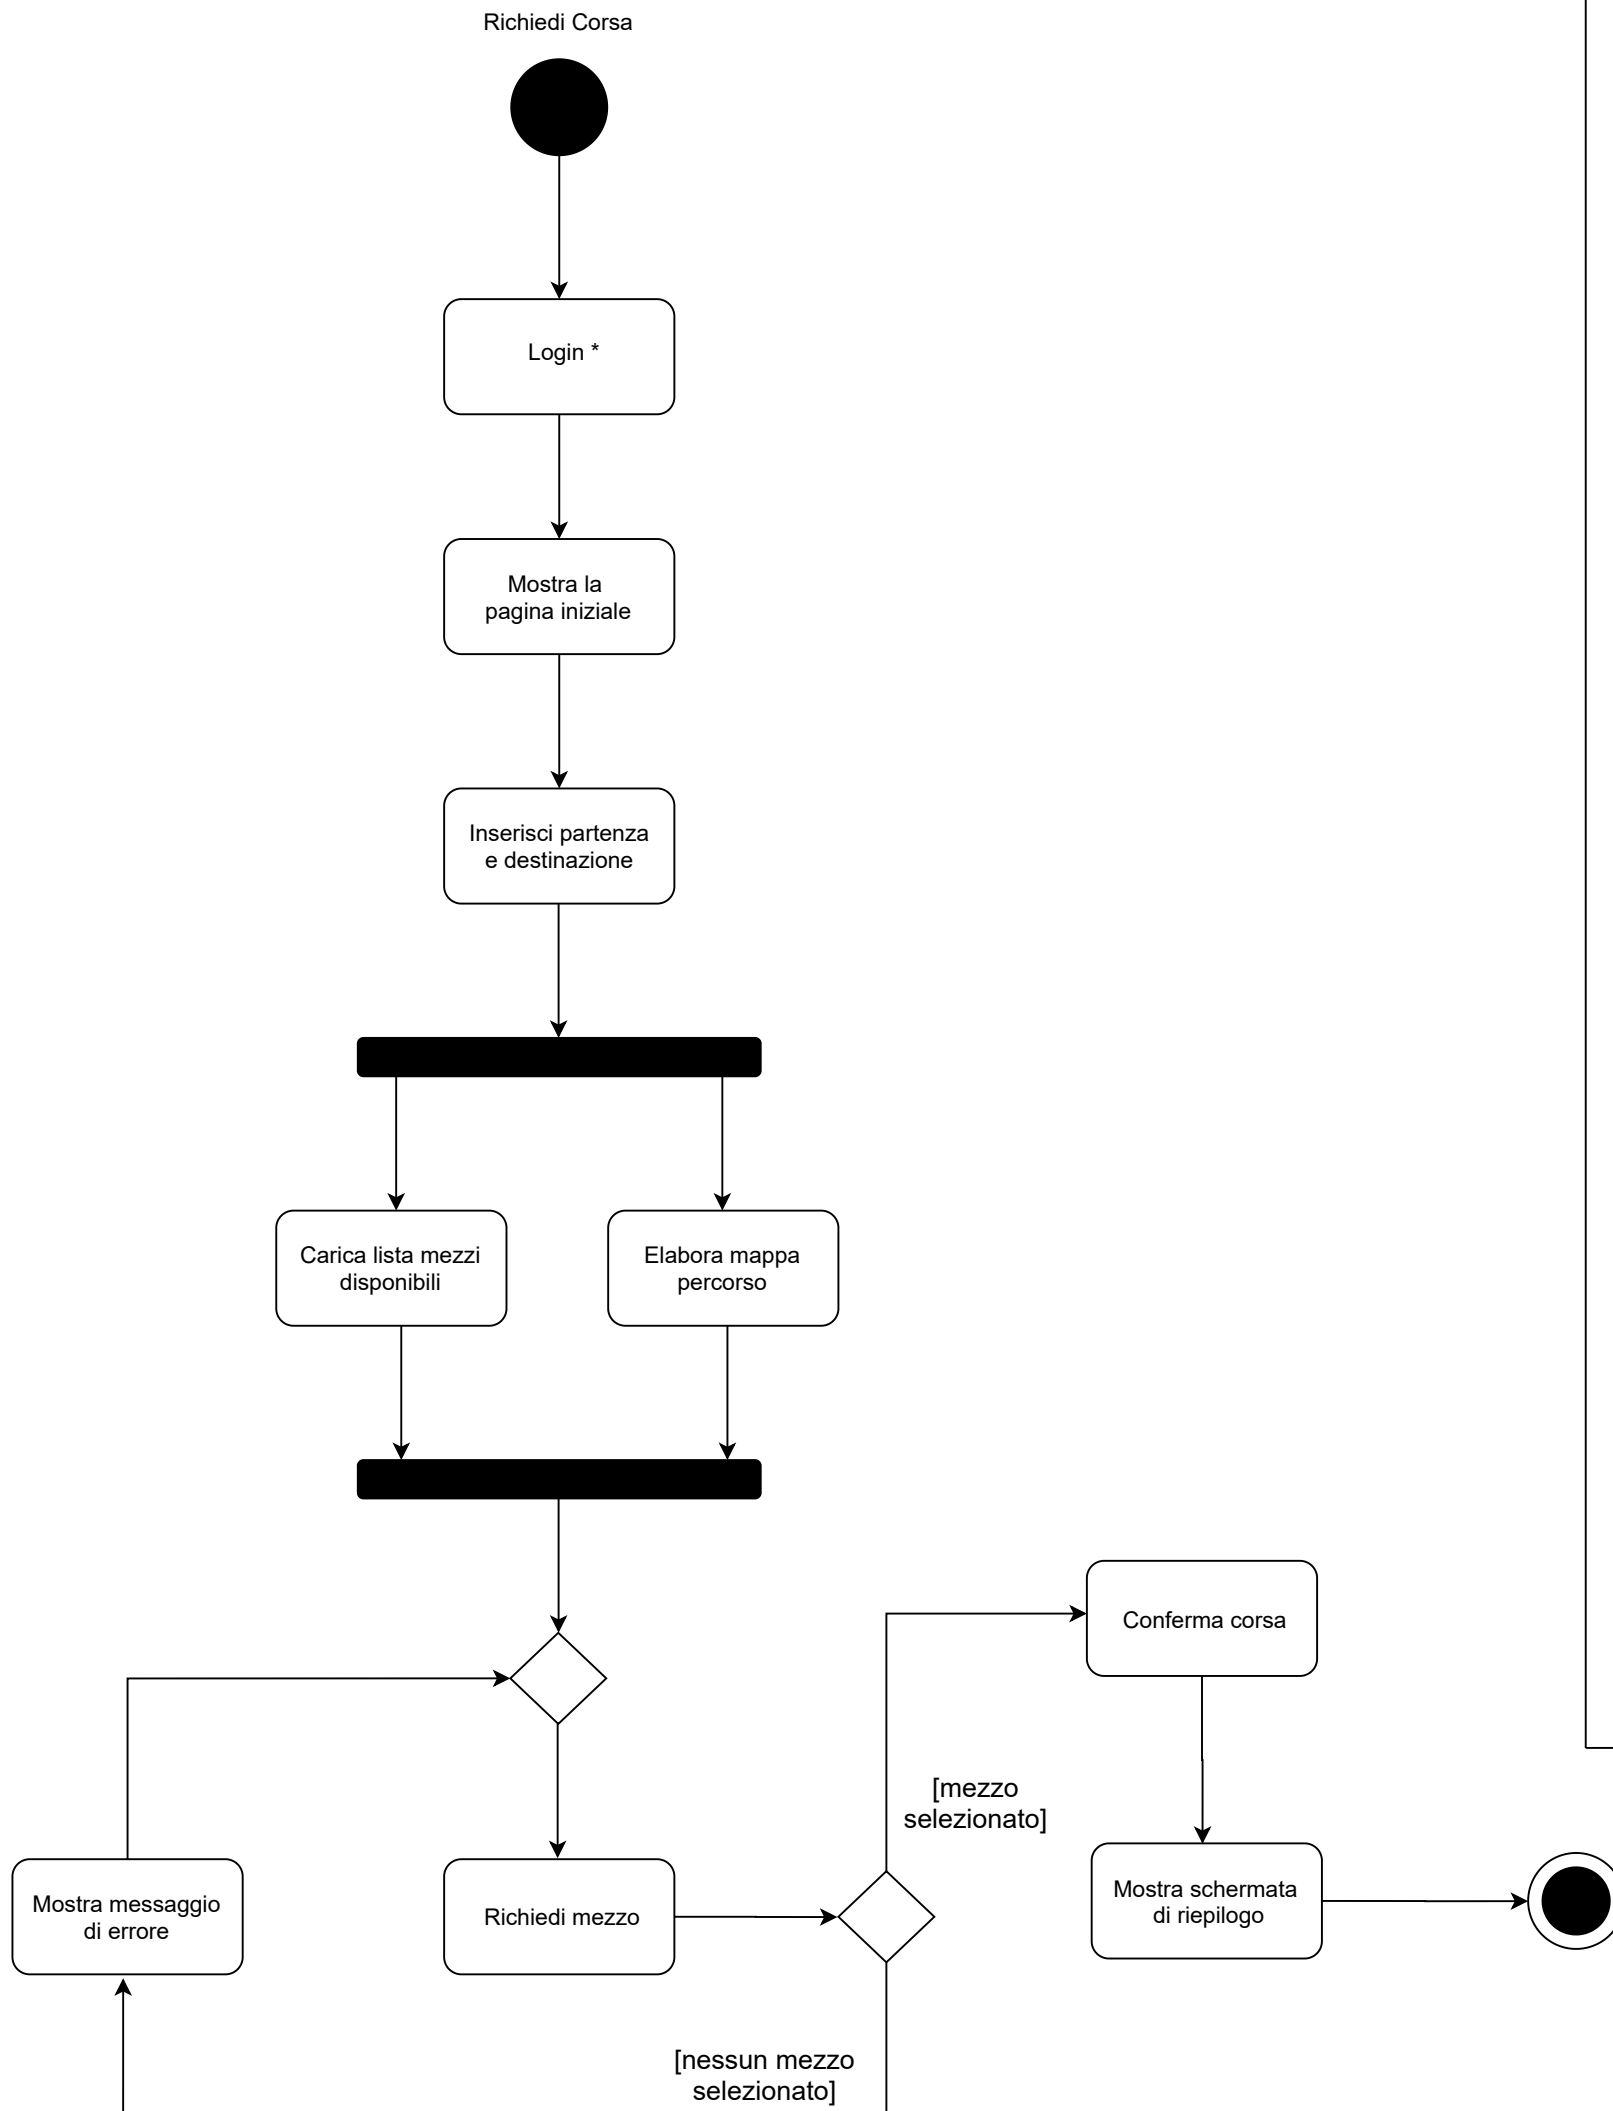 Richiedi Corsa
Login *
Mostra la
pagina iniziale
Inserisci partenza
e destinazione
Carica lista mezzi
disponibili
Elabora mappa
percorso
Conferma corsa
[mezzo
selezionato]
Mostra messaggio
di errore
Richiedi mezzo
Mostra schermata
di riepilogo
[nessun mezzo
selezionato]